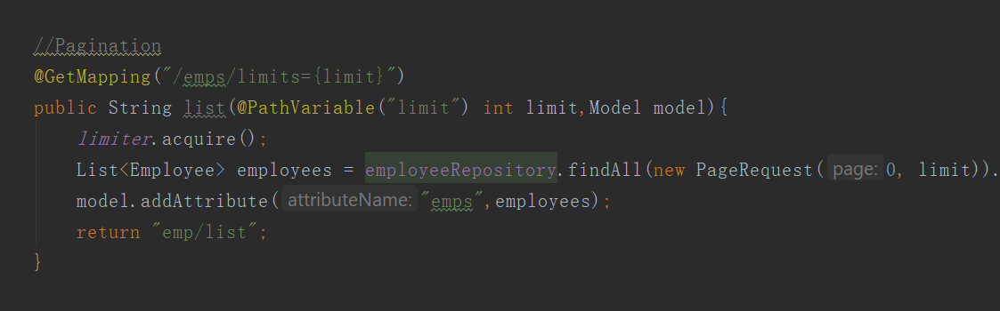 //Pagination
@GetMapping("/emps/limits={limit}")
public String list(@PathVariable("limit") int limit,Model model){
limiter.acquire();
List<Employee> employees = employeeRepository.findAll(new PageRequest( page: 0, limit)).
model.addAttribute( attributeName: "emps",employees);
return "emp/list";
}